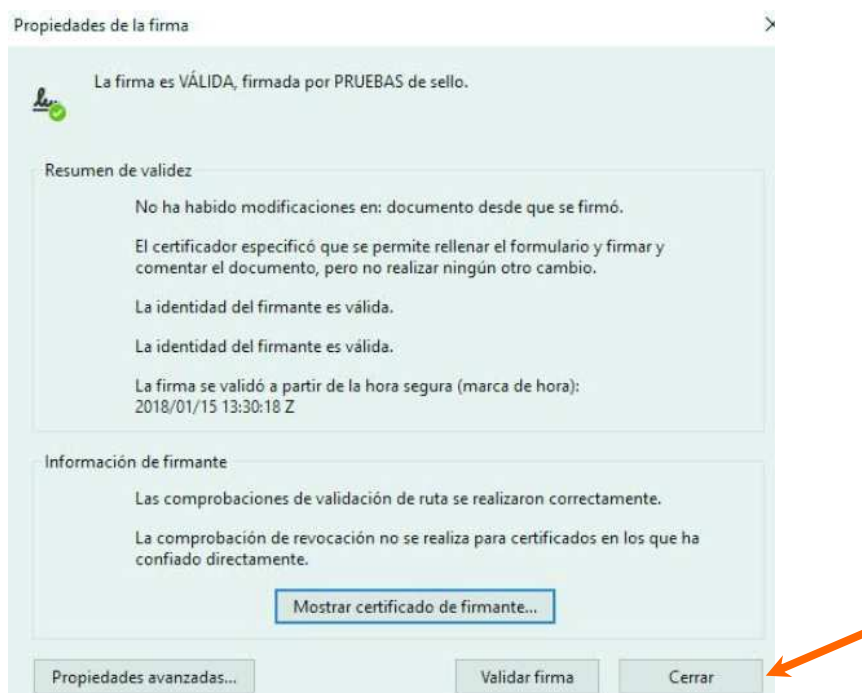 Propiedades de la firma
La firma es VÁLIDA, firmada por PRUEBAS de sello.
Resumen de validez
No ha habido modificaciones en: documento desde que se firmó.
El certificador especificó que se permite rellenar el formulario y firmar y
comentar el documento, pero no realizar ningún otro cambio.
La identidad del firmante es válida.
La identidad del firmante es válida.
La firma se validó a partir de la hora segura (marca de hora):
2018/01/15 13:30:18 Z
Información de firmante
Las comprobaciones de validación de ruta se realizaron correctamente.
La comprobación de revocación no se realiza para certificados en los que ha
confiado directamente.
Mostrar certificado de firmante...
Propiedades avanzadas...
Validar firma
Cerrar